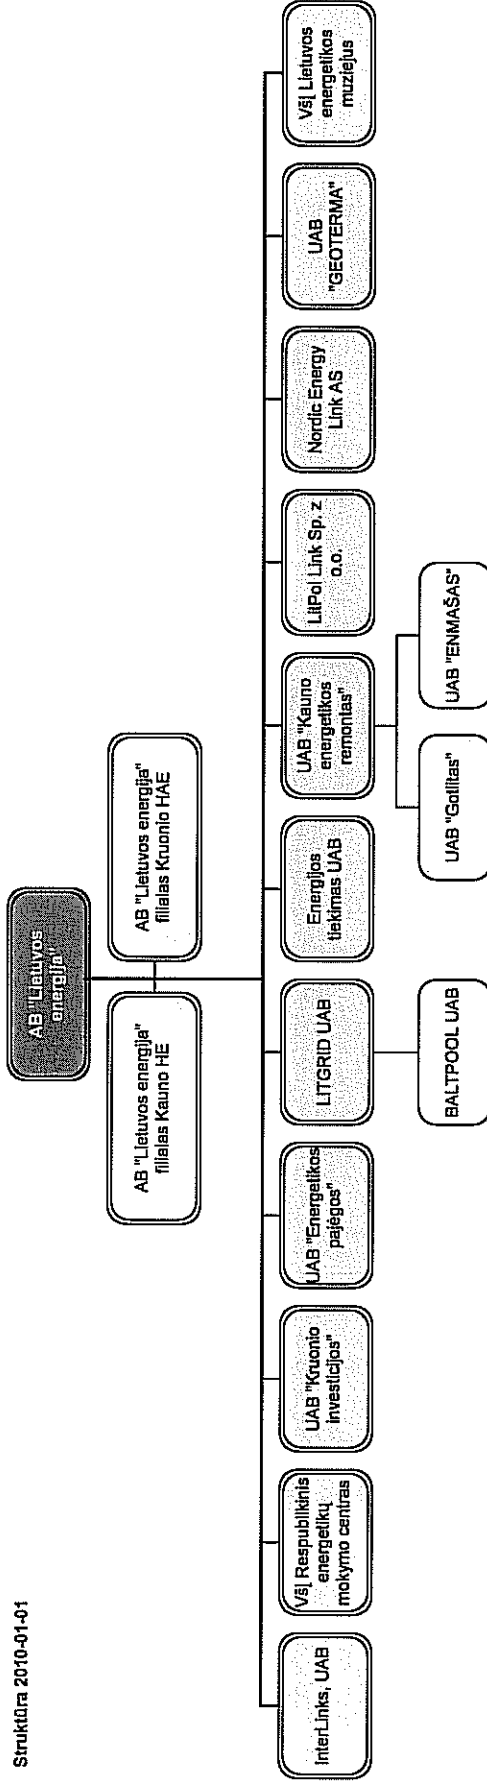 Struktūra 2010-01-01
AB "Lietuvos
energija"
AB "Lietuvos energija"
filialas Kauno HE
AB "Lietuvos energija"
filialas Kruonio HAE
InterLinks, UAB
VšĮ Respublikinis
energetikų
mokymo centras
UAB "Kruonio
investicijos"
UAB "Energetikos
pajėgos"
LITGRID UAB
Energijos
tiekimas UAB
UAB "Kauno
energetikos
remontas"
LitPol Link Sp. z
o.o.
Nordic Energy
Link AS
UAB
"GEOTERMA"
VšĮ Lietuvos
energetikos
muziejus
BALTPOOL UAB
UAB "Gotlitas"
UAB "ENMAŠAS"